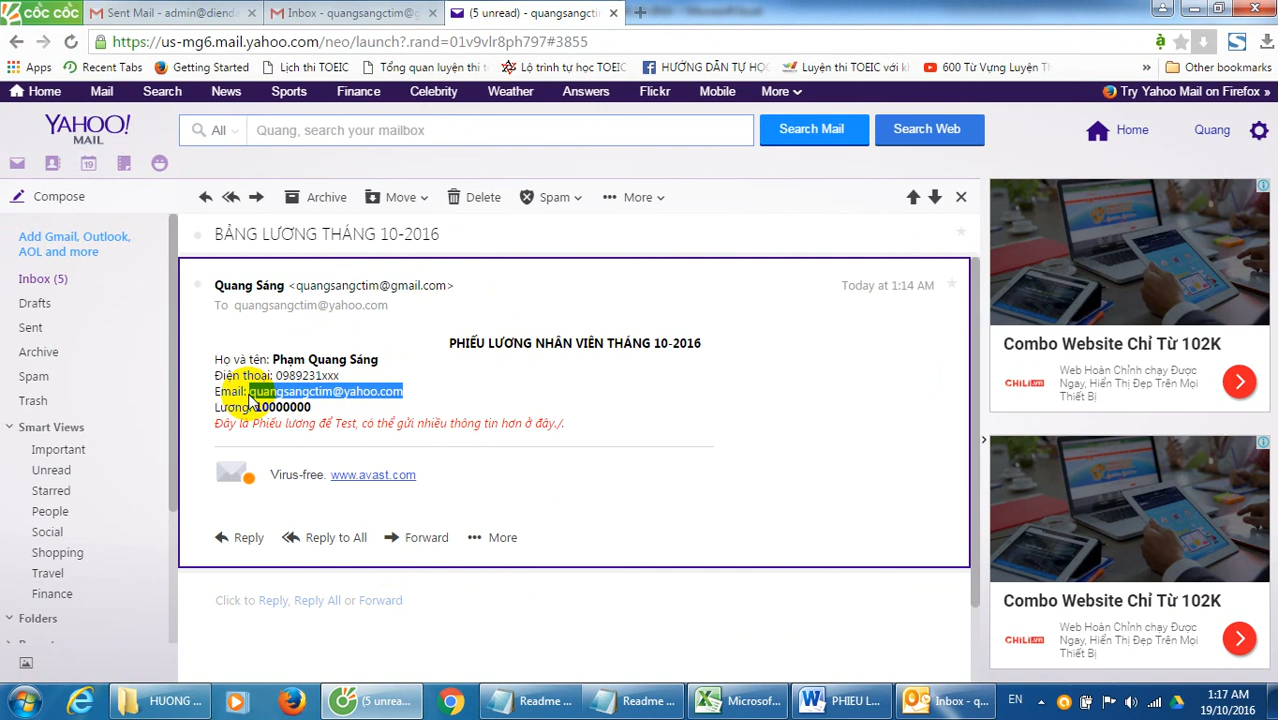 cốc cốc
Sent Mail - admin@dienda
Inbox - quangsangctim@g
(5 unread) - quangsangcti
https://us-mg6.mail.yahoo.com/neo/launch?.rand=01v9vlr8ph797#3855
Apps
Recent Tabs
Getting Started
Lịch thi TOEIC
Tổng quan luyện thi t
Lộ trình tự học TOEIC
HƯỚNG DẪN TỰ HỌC
Luyện thi TOEIC với k
600 Từ Vựng Luyện T
»
Other bookmarks
Home Mail Search News Sports Finance Celebrity Weather Answers Flickr Mobile More
Try Yahoo Mail on Firefox »
YAHOO!
MAIL
All
Quang, search your mailbox
Search Mail
Search Web
Home
Quang
19
Compose
Archive
Move
Delete
Spam
More
Add Gmail, Outlook,
AOL and more
Inbox (5)
Drafts
Sent
Archive
Spam
Trash
Smart Views
Important
Unread
Starred
People
Social
Shopping
Travel
Finance
Folders
BẢNG LƯƠNG THÁNG 10-2016
Quang Sáng <quangsangctim@gmail.com>
Today at 1:14 AM
To quangsangctim@yahoo.com
PHIẾU LƯƠNG NHÂN VIÊN THÁNG 10-2016
Họ và tên: Phạm Quang Sáng
Điện thoại: 0989231xxx
Email: quangsangctim@yahoo.com
Lương: 10000000
Đây là Phiếu lương để Test, có thể gửi nhiều thông tin hơn ở đây./.
Virus-free. www.avast.com
Reply
Reply to All
Forward
More
Click to Reply, Reply All or Forward
Combo Website Chỉ Từ 102K
CHILI.VN
Web Hoàn Chỉnh chạy Được
Ngay, Hiển Thị Đẹp Trên Mọi
Thiết Bị
Combo Website Chỉ Từ 102K
CHILI.VN
Web Hoàn Chỉnh chạy Được
Ngay, Hiển Thị Đẹp Trên Mọi
Thiết Bị
HUONG ...
(5 unrea...
Readme ...
Readme ...
Microsof...
PHIEU L...
Inbox - q...
EN
1:17 AM
19/10/2016